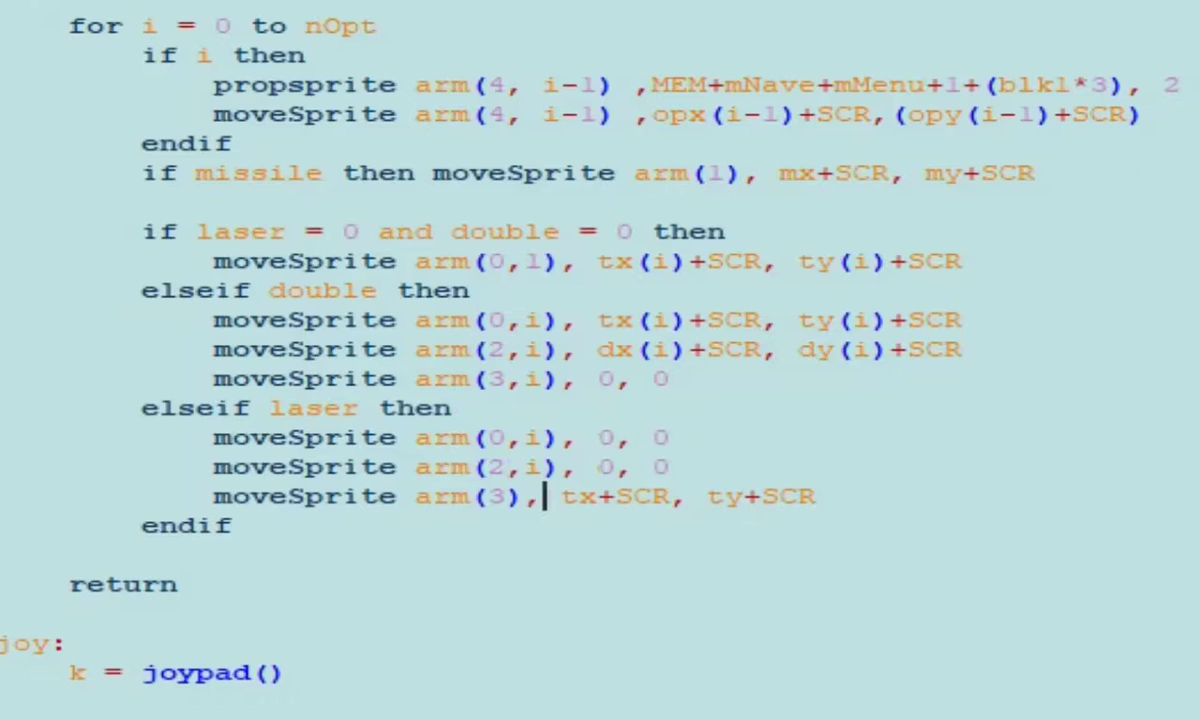 for i = 0 to nOpt
if i then
propsprite arm(4, i-1) ,MEM+mNave+mMenu+1+(blkl*3), 2
moveSprite arm(4, i-1) ,opx(i-1)+SCR,(opy(i-1)+SCR)
endif
if missile then moveSprite arm(1), mx+SCR, my+SCR
if laser = 0 and double = 0 then
moveSprite arm(0,1), tx(i)+SCR, ty(i)+SCR
elseif double then
moveSprite arm(0,i), tx(i)+SCR, ty(i)+SCR
moveSprite arm(2,i), dx(i)+SCR, dy(i)+SCR
moveSprite arm(3,i), 0, 0
elseif laser then
moveSprite arm(0,i), 0, 0
moveSprite arm(2,i), 0, 0
moveSprite arm(3), tx+SCR, ty+SCR
endif
return
joy:
k = joypad()